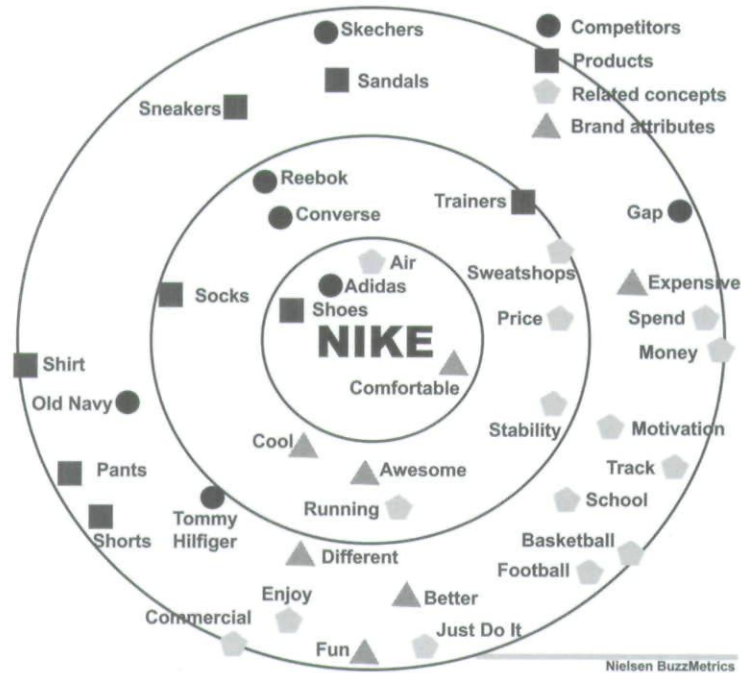 Skechers
Competitors
Products
Sandals
Related concepts
Sneakers
Brand attributes
Reebok
Trainers
Converse
Gap
Air
Sweatshops
Adidas
Expensive
Socks
Shoes
Price
Spend
NIKE
Money
Shirt
Comfortable
Old Navy
Stability
Motivation
Cool
Pants
Awesome
Track
Running
School
Tommy
Hilfiger
Shorts
Basketball
Different
Football
Enjoy
Better
Commercial
Just Do It
Fun
Nielsen BuzzMetrics